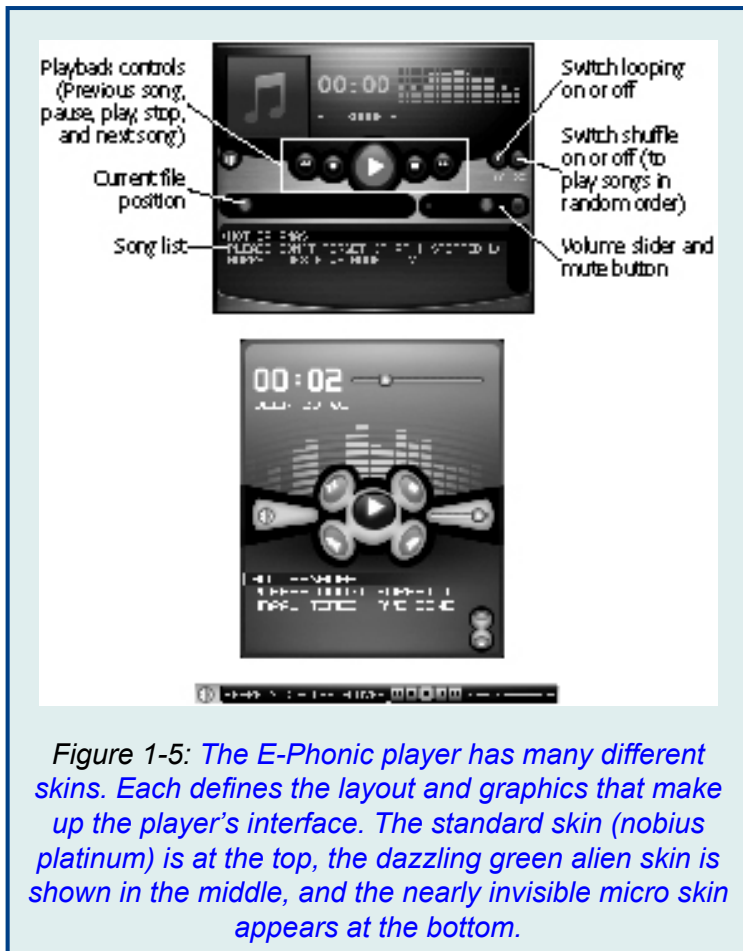 Playback controls
(Previous song,
pause, play, stop,
and next song)
Current file
position
Song list
00:00
Switch looping
on or off
Switch shuffle
on or off (to
play songs in
random order)
Volume slider and
mute button
PLEASE DON'T FORGET
00:02
Figure 1-5: The E-Phonic player has many different
skins. Each defines the layout and graphics that make
up the player’s interface. The standard skin (nobius
platinum) is at the top, the dazzling green alien skin is
shown in the middle, and the nearly invisible micro skin
appears at the bottom.